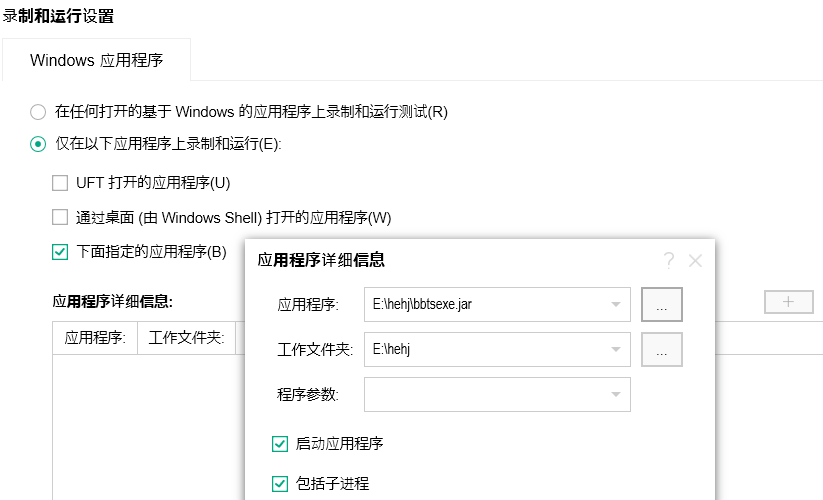 录制和运行设置
Windows 应用程序
在任何打开的基于 Windows 的应用程序上录制和运行测试(R)
仅在以下应用程序上录制和运行(E):
UFT 打开的应用程序(U)
通过桌面 (由 Windows Shell) 打开的应用程序(W)
下面指定的应用程序(B)
应用程序详细信息:
应用程序: 工作文件夹:
应用程序详细信息
应用程序: E:\hehj\bbtsexe.jar ...
工作文件夹: E:\hehj ...
程序参数:
启动应用程序
包括子进程